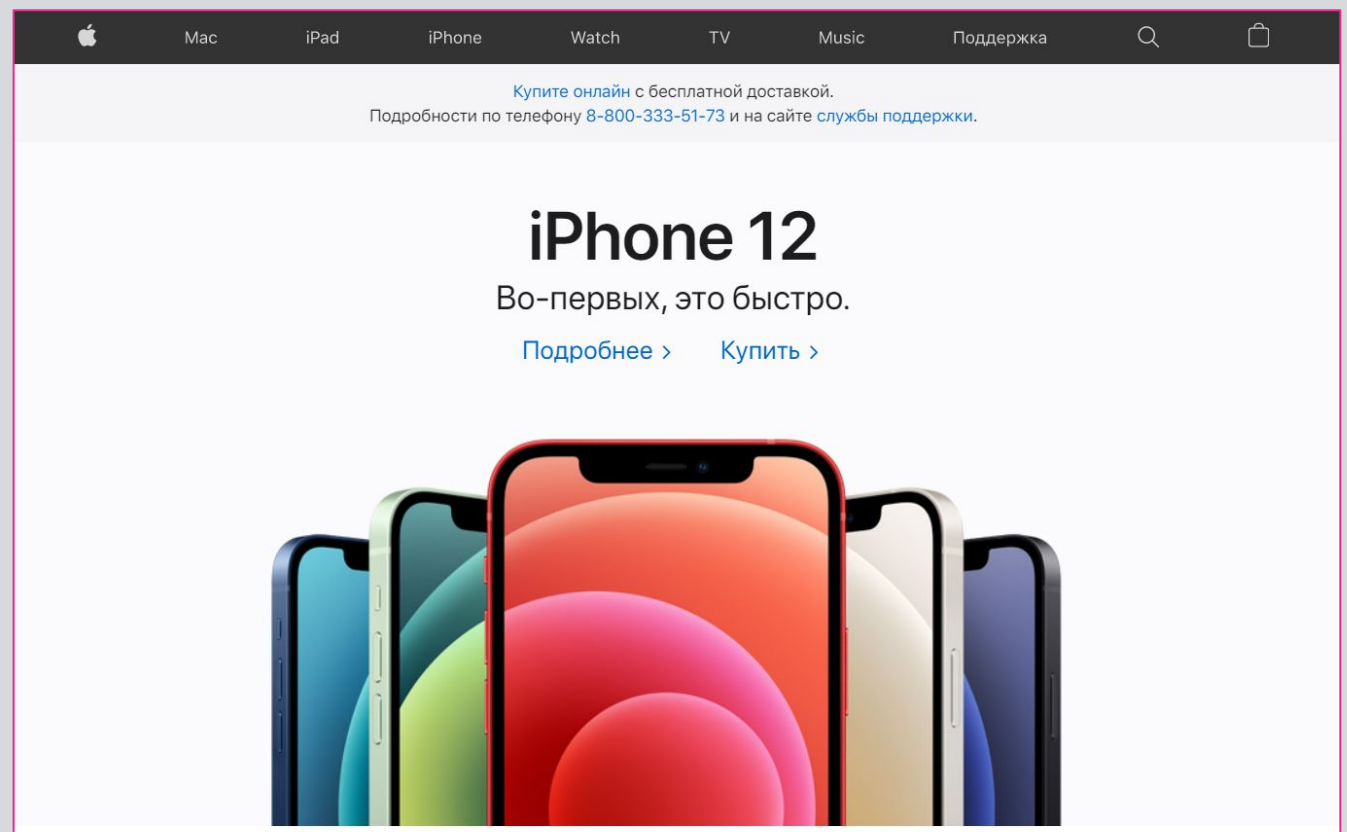 Mac iPad iPhone Watch TV Music Поддержка
Купите онлайн с бесплатной доставкой.
Подробности по телефону 8-800-333-51-73 и на сайте службы поддержки.
iPhone 12
Во-первых, это быстро.
Подробнее > Купить >